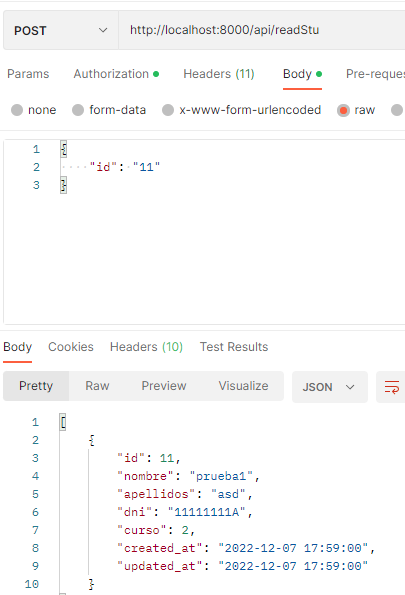 POST http://localhost:8000/api/readStu
Params Authorization Headers (11) Body Pre-reques
none form-data x-www-form-urlencoded raw
1 {
2 "id": "11"
3 }
Body Cookies Headers (10) Test Results
Pretty Raw Preview Visualize JSON
1 [
2 {
3 "id": 11,
4 "nombre": "prueba1",
5 "apellidos": "asd",
6 "dni": "11111111A",
7 "curso": 2,
8 "created_at": "2022-12-07 17:59:00",
9 "updated_at": "2022-12-07 17:59:00"
10 }